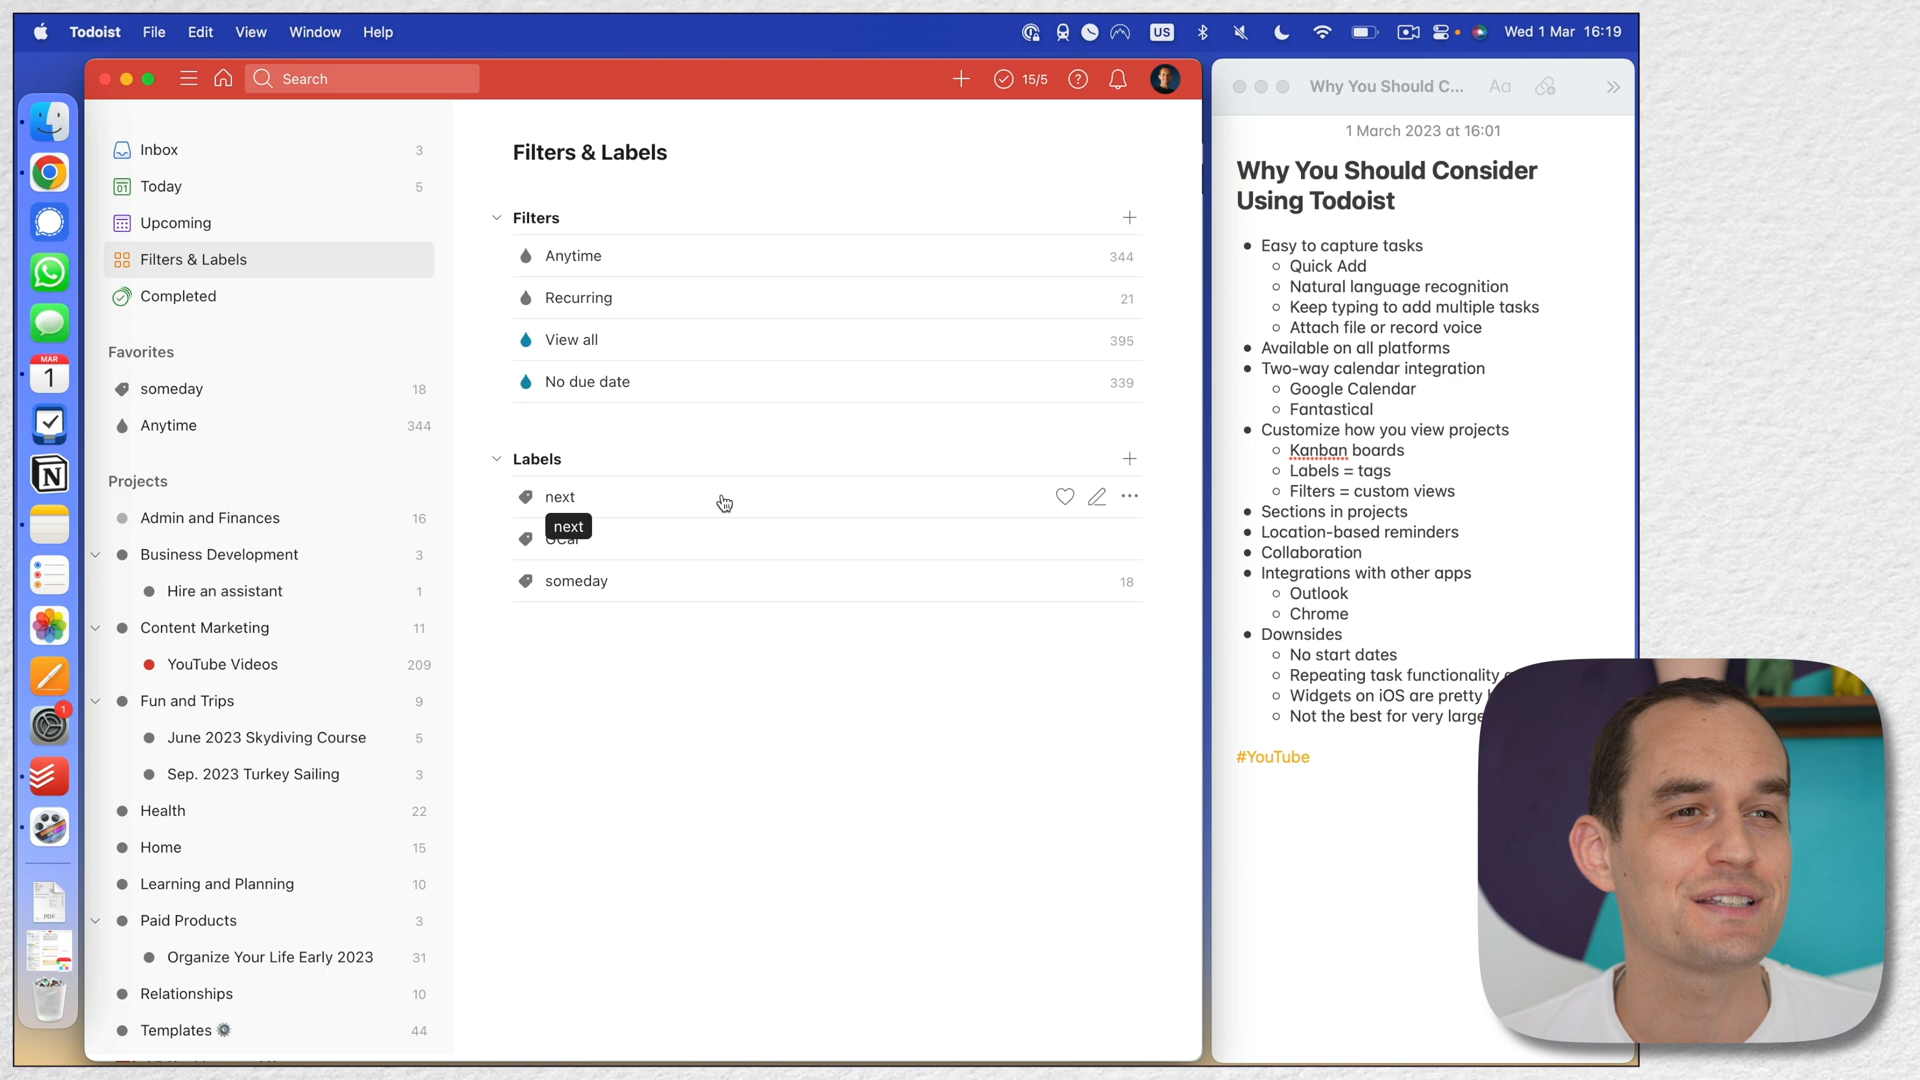 Todoist File Edit View Window Help
US
Wed 1 Mar 16:19
Search
15/5
Inbox 3
01
Today 5
Upcoming
Filters & Labels
Completed
Favorites
someday 18
Anytime 344
Projects
Admin and Finances 16
Business Development 3
Hire an assistant 1
Content Marketing 11
YouTube Videos 209
Fun and Trips 9
June 2023 Skydiving Course 5
Sep. 2023 Turkey Sailing 3
Health 22
Home 15
Learning and Planning 10
Paid Products 3
Organize Your Life Early 2023 31
Relationships 10
Templates 44
MAR
1
1
PDF
Filters & Labels
Filters
Anytime 344
Recurring 21
View all 395
No due date 339
Labels
next
next
someday 18
Why You Should C... Aa
1 March 2023 at 16:01
Why You Should Consider
Using Todoist
• Easy to capture tasks
○ Quick Add
○ Natural language recognition
○ Keep typing to add multiple tasks
○ Attach file or record voice
• Available on all platforms
• Two-way calendar integration
○ Google Calendar
○ Fantastical
• Customize how you view projects
○ Kanban boards
○ Labels = tags
○ Filters = custom views
• Sections in projects
• Location-based reminders
• Collaboration
• Integrations with other apps
○ Outlook
○ Chrome
• Downsides
○ No start dates
○ Repeating task functionality
○ Widgets on iOS are pretty
○ Not the best for very large
#YouTube